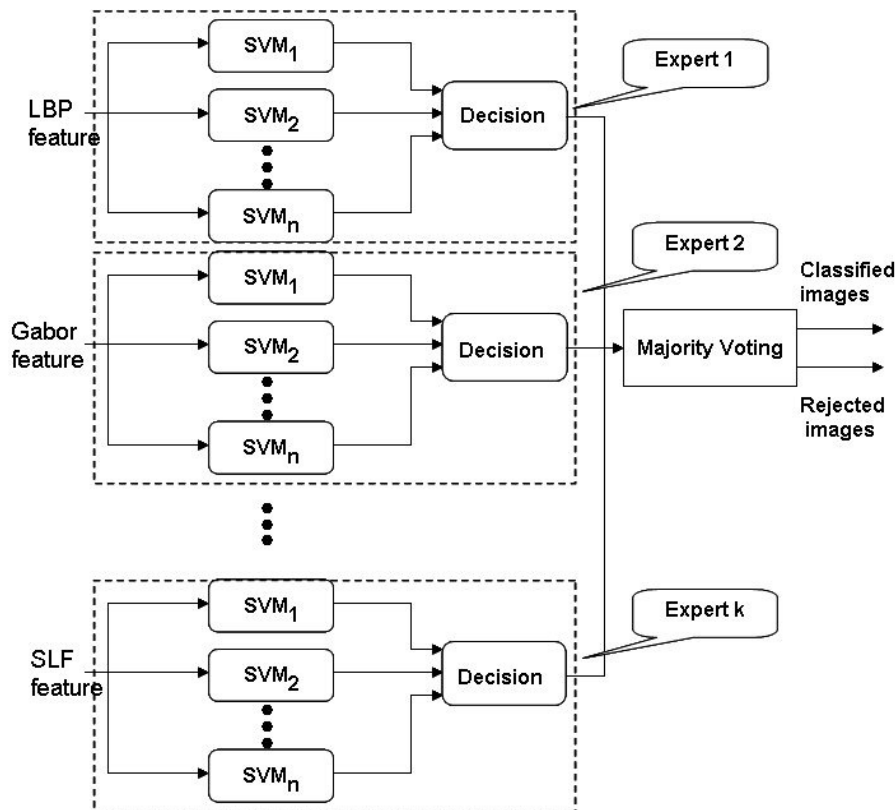 SVM1
Expert 1
LBP
feature
SVM2
Decision
SVMn
Expert 2
SVM1
Classified
images
Gabor
feature
SVM2
Decision
Majority Voting
Rejected
images
SVMn
SVM1
Expert k
SLF
feature
SVM2
Decision
SVMn